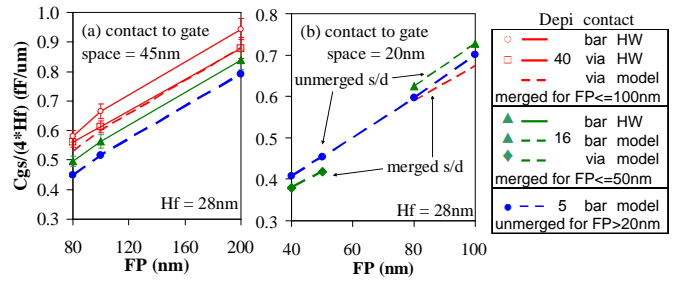 Cgs/(4*Hf) (fF/um)
1.0
0.9
0.8
0.7
0.6
0.5
0.4
0.3
(a) contact to gate
space = 45nm
Hf = 28nm
80 120 160 200
FP (nm)
0.8
0.7
0.6
0.5
0.4
0.3
(b) contact to gate
space = 20nm
unmerged s/d
merged s/d
Hf = 28nm
40 60 80 100
FP (nm)
Depi contact
bar HW
40 via HW
via model
merged for FP<=100nm
bar HW
16 bar model
via model
merged for FP<=50nm
5 bar model
unmerged for FP>20nm